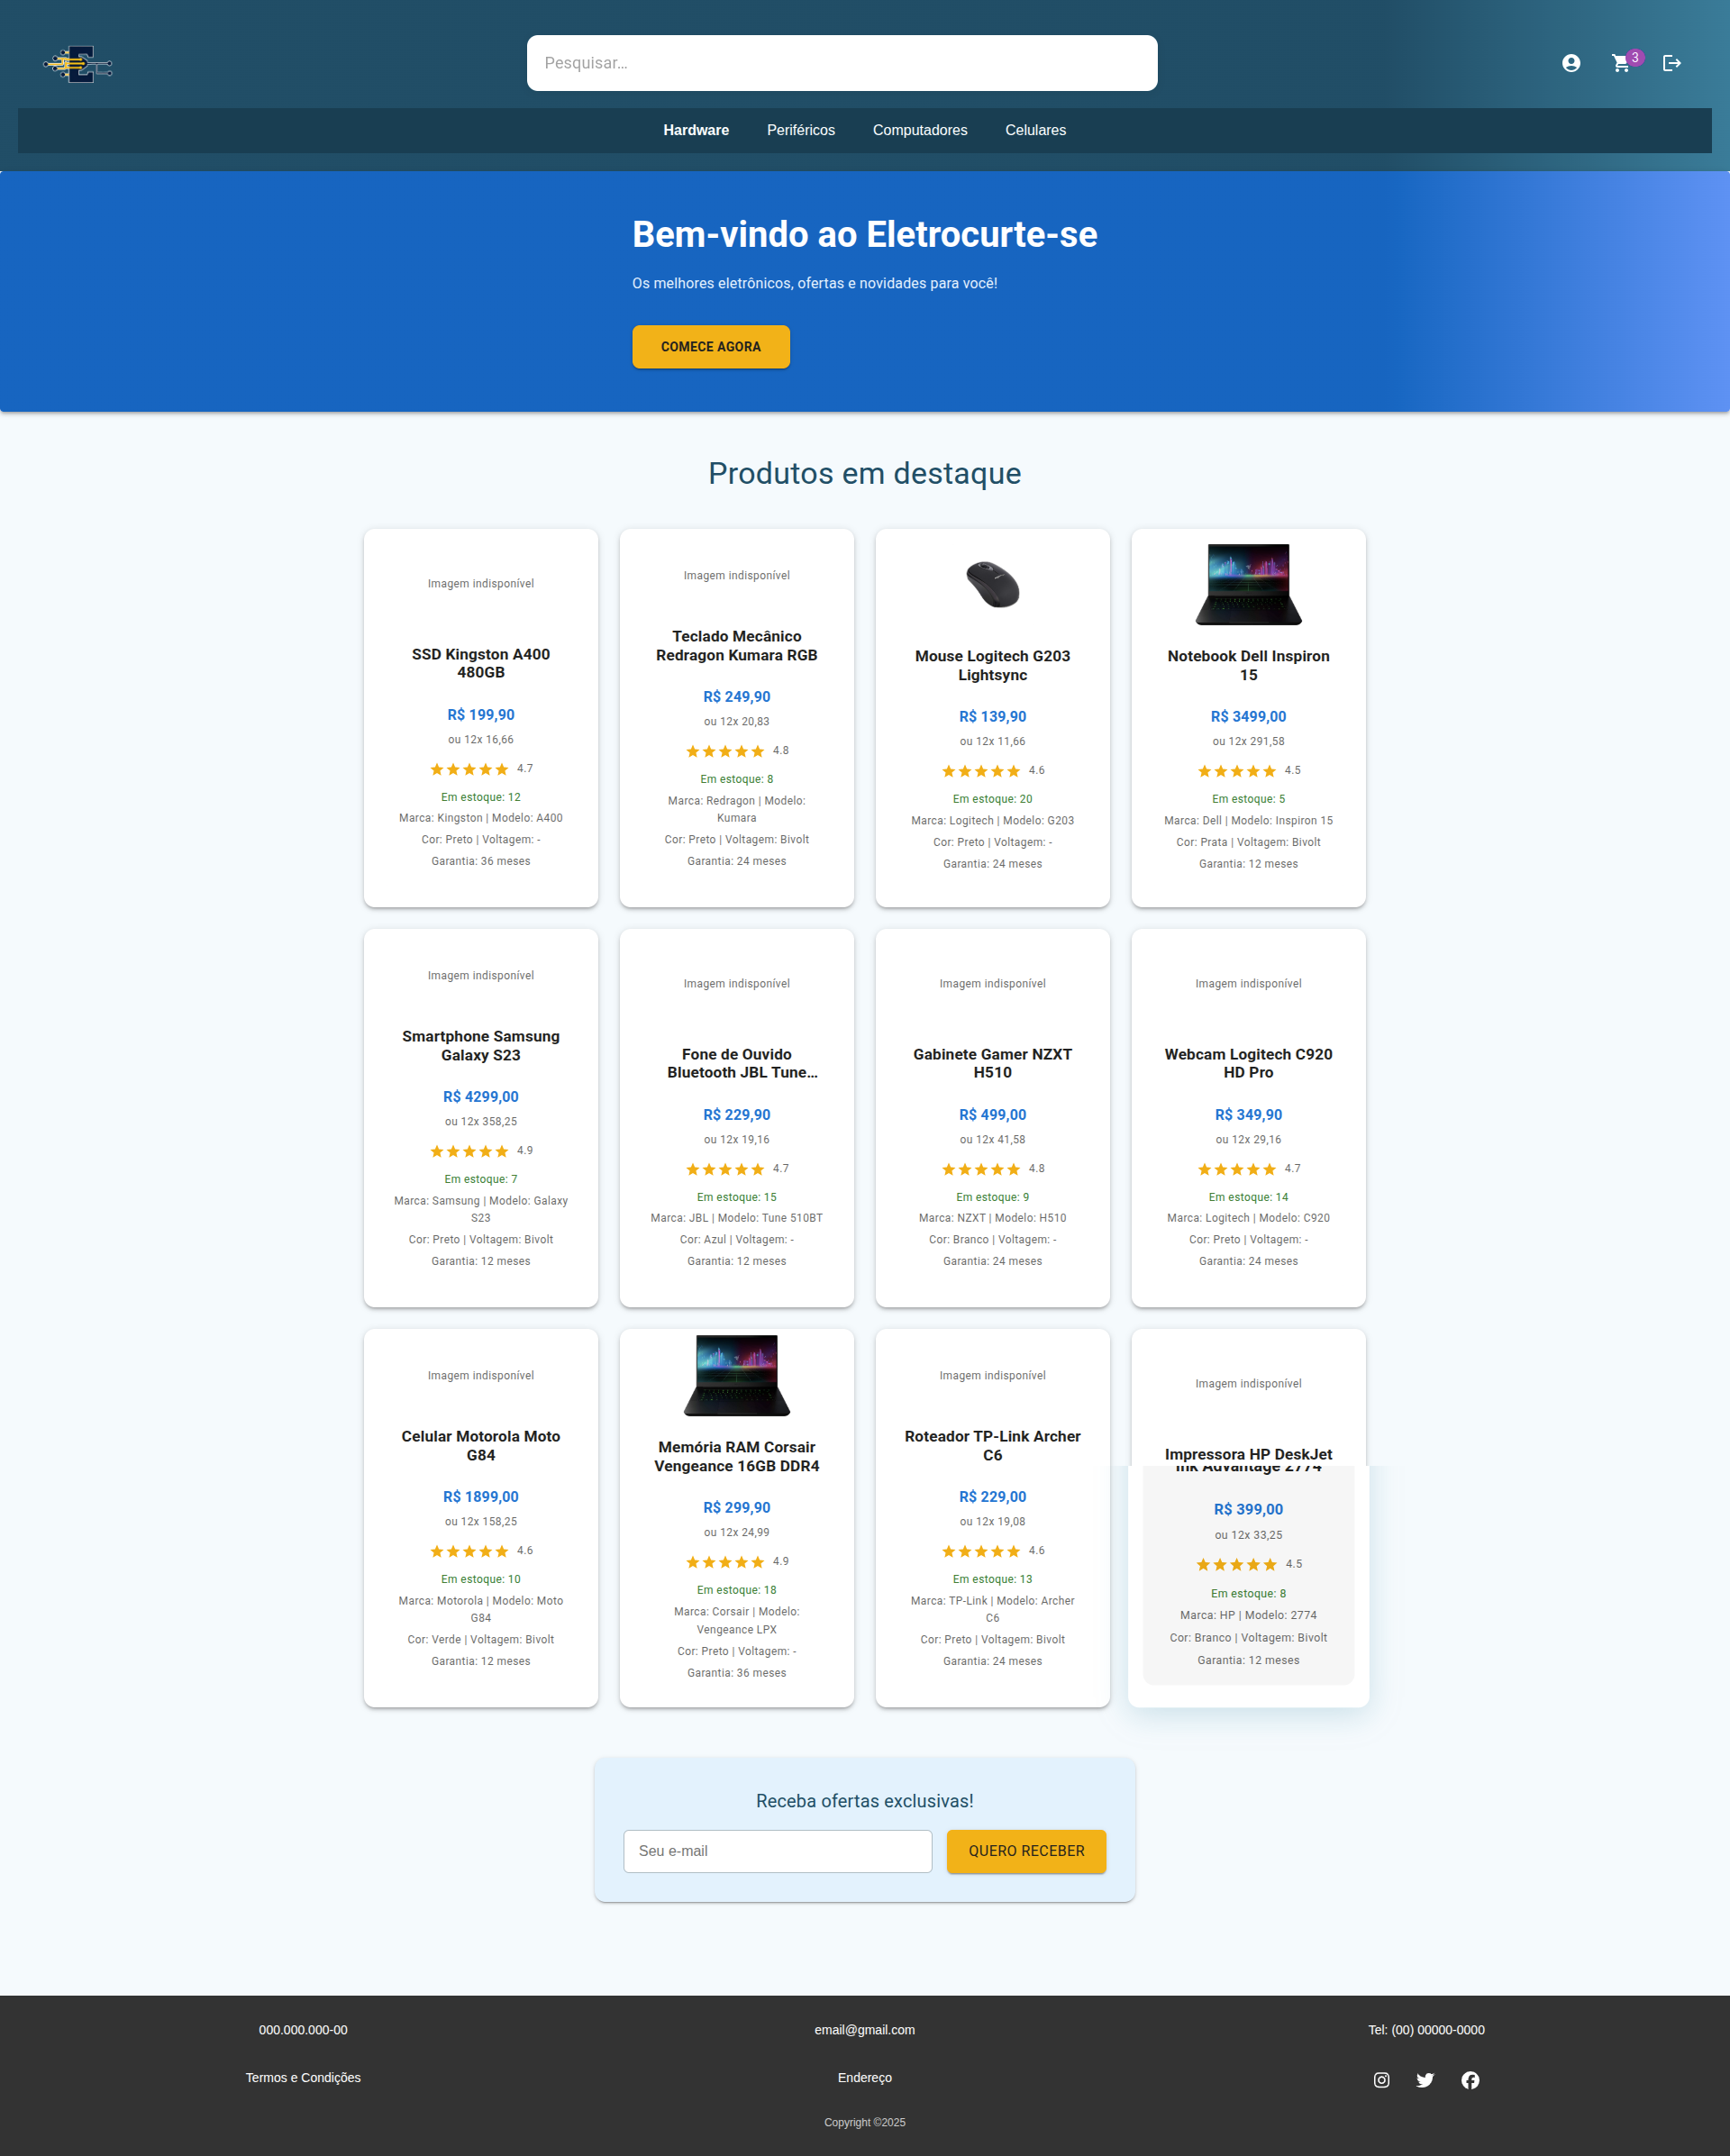 Pesquisar...
3
Hardware Periféricos Computadores Celulares
Bem-vindo ao Eletrocurte-se
Os melhores eletrônicos, ofertas e novidades para você!
COMECE AGORA
Produtos em destaque
Imagem indisponível
SSD Kingston A400
480GB
R$ 199,90
ou 12x 16,66
4.7
Em estoque: 12
Marca: Kingston | Modelo: A400
Cor: Preto | Voltagem: -
Garantia: 36 meses
Imagem indisponível
Teclado Mecânico
Redragon Kumara RGB
R$ 249,90
ou 12x 20,83
4.8
Em estoque: 8
Marca: Redragon | Modelo:
Kumara
Cor: Preto | Voltagem: Bivolt
Garantia: 24 meses
Mouse Logitech G203
Lightsync
R$ 139,90
ou 12x 11,66
4.6
Em estoque: 20
Marca: Logitech | Modelo: G203
Cor: Preto | Voltagem: -
Garantia: 24 meses
Notebook Dell Inspiron
15
R$ 3499,00
ou 12x 291,58
4.5
Em estoque: 5
Marca: Dell | Modelo: Inspiron 15
Cor: Prata | Voltagem: Bivolt
Garantia: 12 meses
Imagem indisponível
Smartphone Samsung
Galaxy S23
R$ 4299,00
ou 12x 358,25
4.9
Em estoque: 7
Marca: Samsung | Modelo: Galaxy
S23
Cor: Preto | Voltagem: Bivolt
Garantia: 12 meses
Imagem indisponível
Fone de Ouvido
Bluetooth JBL Tune...
R$ 229,90
ou 12x 19,16
4.7
Em estoque: 15
Marca: JBL | Modelo: Tune 510BT
Cor: Azul | Voltagem: -
Garantia: 12 meses
Imagem indisponível
Gabinete Gamer NZXT
H510
R$ 499,00
ou 12x 41,58
4.8
Em estoque: 9
Marca: NZXT | Modelo: H510
Cor: Branco | Voltagem: -
Garantia: 24 meses
Imagem indisponível
Webcam Logitech C920
HD Pro
R$ 349,90
ou 12x 29,16
4.7
Em estoque: 14
Marca: Logitech | Modelo: C920
Cor: Preto | Voltagem: -
Garantia: 24 meses
Imagem indisponível
Celular Motorola Moto
G84
R$ 1899,00
ou 12x 158,25
4.6
Em estoque: 10
Marca: Motorola | Modelo: Moto
G84
Cor: Verde | Voltagem: Bivolt
Garantia: 12 meses
Memória RAM Corsair
Vengeance 16GB DDR4
R$ 299,90
ou 12x 24,99
4.9
Em estoque: 18
Marca: Corsair | Modelo:
Vengeance LPX
Cor: Preto | Voltagem: -
Garantia: 36 meses
Imagem indisponível
Roteador TP-Link Archer
C6
R$ 229,00
ou 12x 19,08
4.6
Em estoque: 13
Marca: TP-Link | Modelo: Archer
C6
Cor: Preto | Voltagem: Bivolt
Garantia: 24 meses
Imagem indisponível
Impressora HP DeskJet
Ink Advantage 2774
R$ 399,00
ou 12x 33,25
4.5
Em estoque: 8
Marca: HP | Modelo: 2774
Cor: Branco | Voltagem: Bivolt
Garantia: 12 meses
Receba ofertas exclusivas!
Seu e-mail
QUERO RECEBER
000.000.000-00 email@gmail.com Tel: (00) 00000-0000
Termos e Condições Endereço
Copyright ©2025